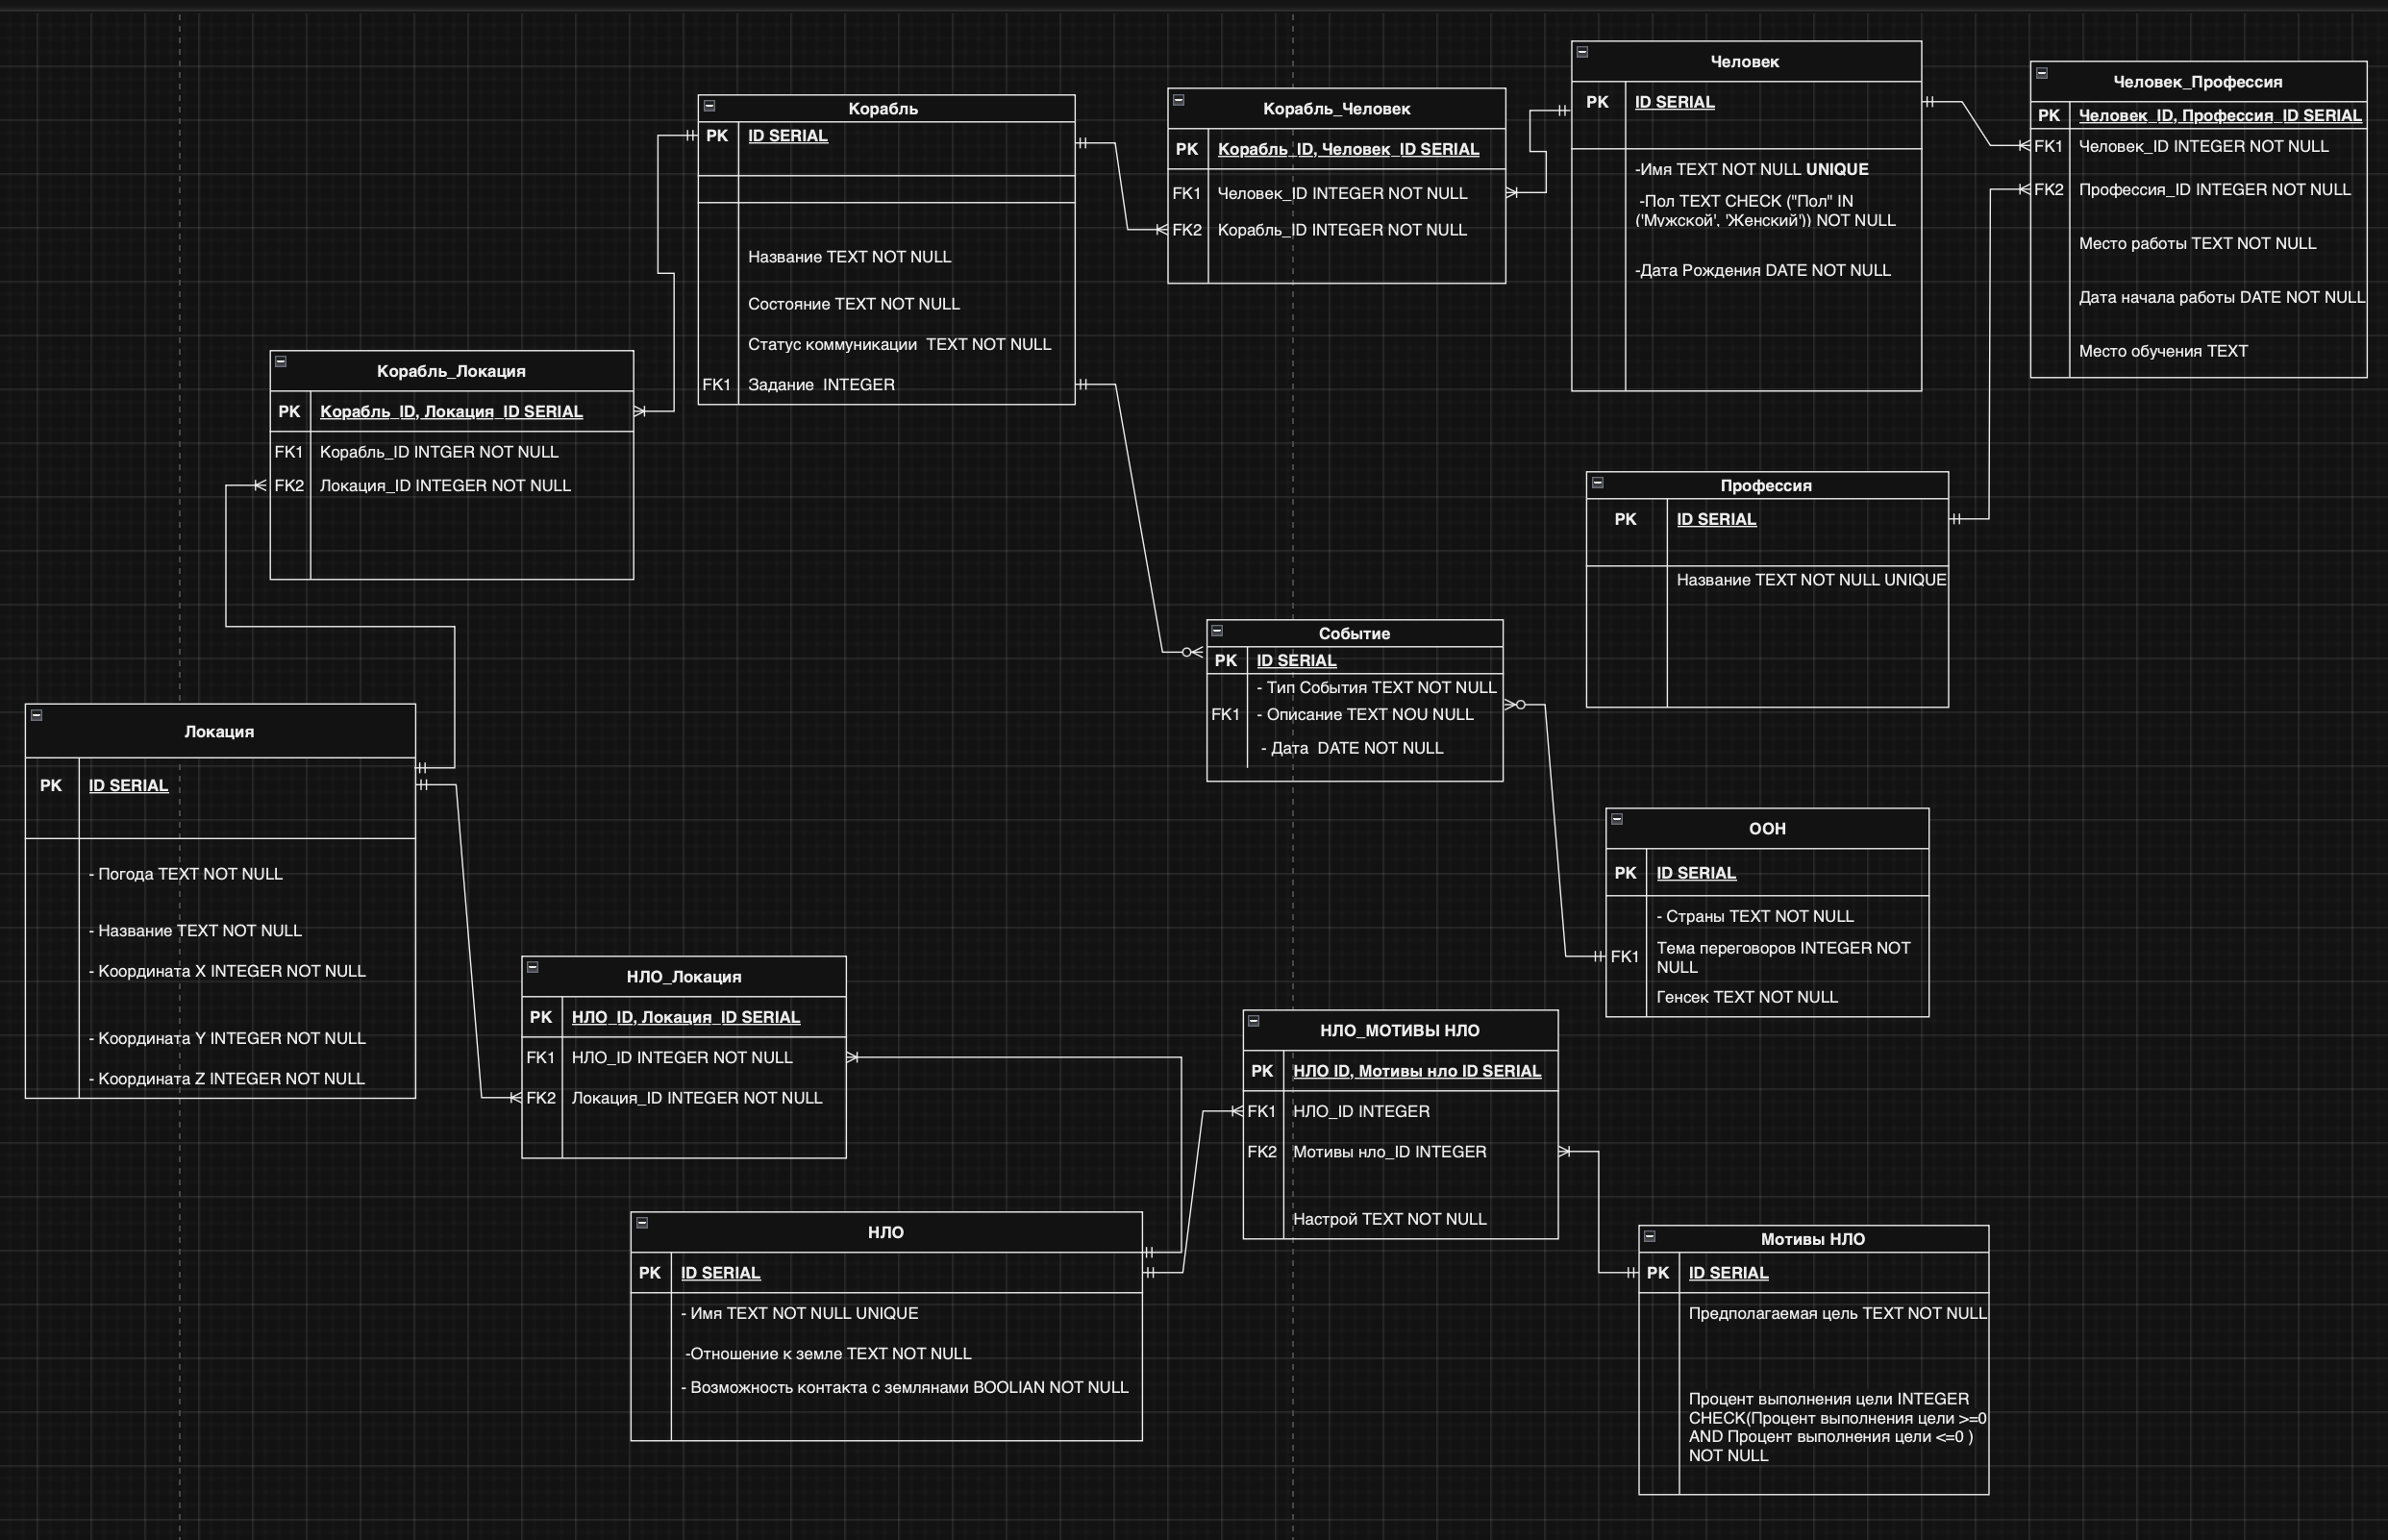 Корабль
PK ID SERIAL
Название TEXT NOT NULL
Состояние TEXT NOT NULL
Статус коммуникации TEXT NOT NULL
FK1 Задание INTEGER
Корабль_Человек
PK Корабль_ID, Человек_ID SERIAL
FK1 Человек_ID INTEGER NOT NULL
FK2 Корабль_ID INTEGER NOT NULL
Человек
PK ID SERIAL
-Имя TEXT NOT NULL UNIQUE
-Пол TEXT CHECK ("Пол" IN
('Мужской', 'Женский')) NOT NULL
-Дата Рождения DATE NOT NULL
Человек_Профессия
PK Человек_ID, Профессия_ID SERIAL
FK1 Человек_ID INTEGER NOT NULL
FK2 Профессия_ID INTEGER NOT NULL
Место работы TEXT NOT NULL
Дата начала работы DATE NOT NULL
Место обучения TEXT
Корабль_Локация
PK Корабль_ID, Локация_ID SERIAL
FK1 Корабль_ID INTGER NOT NULL
FK2 Локация_ID INTEGER NOT NULL
Профессия
PK ID SERIAL
Название TEXT NOT NULL UNIQUE
Событие
PK ID SERIAL
- Тип События TEXT NOT NULL
FK1 - Описание TEXT NOU NULL
- Дата DATE NOT NULL
Локация
PK ID SERIAL
- Погода TEXT NOT NULL
- Название TEXT NOT NULL
- Координата X INTEGER NOT NULL
- Координата Y INTEGER NOT NULL
- Координата Z INTEGER NOT NULL
ООН
PK ID SERIAL
- Страны TEXT NOT NULL
FK1 Тема переговоров INTEGER NOT
NULL
Генсек TEXT NOT NULL
НЛО_Локация
PK НЛО_ID, Локация_ID SERIAL
FK1 НЛО_ID INTEGER NOT NULL
FK2 Локация_ID INTEGER NOT NULL
НЛО_МОТИВЫ НЛО
PK НЛО ID, Мотивы нло ID SERIAL
FK1 НЛО_ID INTEGER
FK2 Мотивы нло_ID INTEGER
Настрой TEXT NOT NULL
НЛО
PK ID SERIAL
- Имя TEXT NOT NULL UNIQUE
-Отношение к земле TEXT NOT NULL
- Возможность контакта с землянами BOOLIAN NOT NULL
Мотивы НЛО
PK ID SERIAL
Предполагаемая цель TEXT NOT NULL
Процент выполнения цели INTEGER
CHECK(Процент выполнения цели >=0
AND Процент выполнения цели <=0 )
NOT NULL